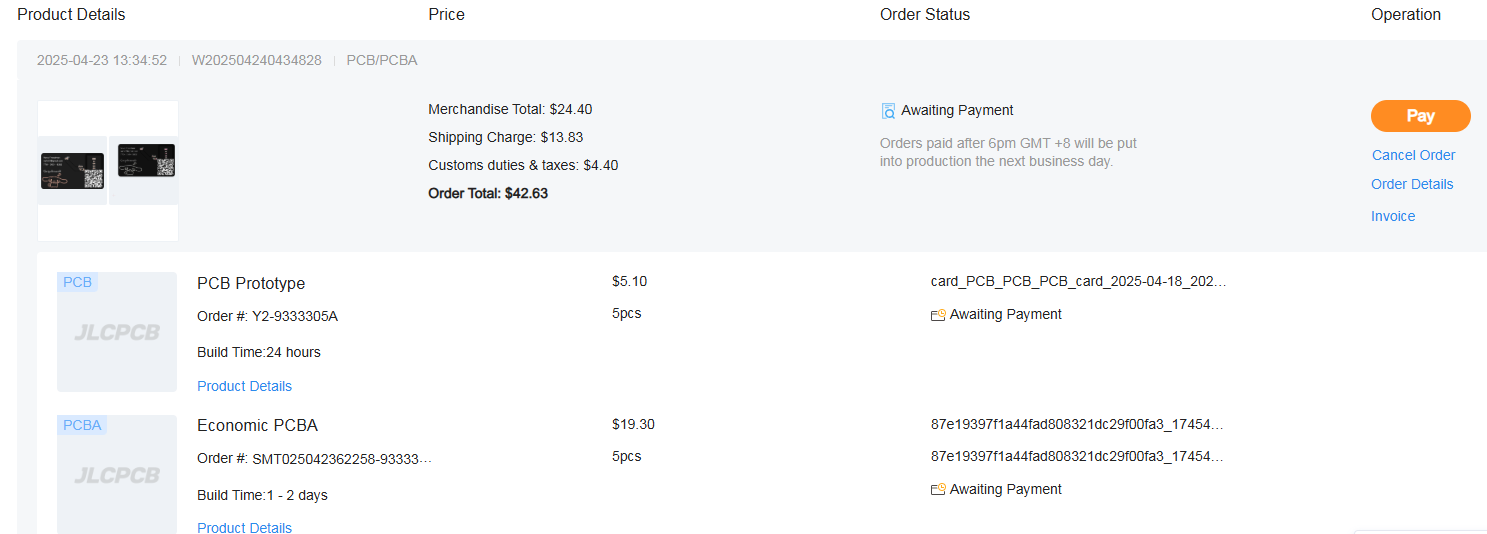 Product Details Price Order Status Operation
2025-04-23 13:34:52 | W202504240434828 | PCB/PCBA
Merchandise Total: $24.40
Shipping Charge: $13.83
Customs duties & taxes: $4.40
Order Total: $42.63
Awaiting Payment
Orders paid after 6pm GMT +8 will be put
into production the next business day.
Pay
Cancel Order
Order Details
Invoice
PCB
JLCPCB
PCB Prototype
Order #: Y2-9333305A
Build Time:24 hours
Product Details
$5.10
5pcs
card_PCB_PCB_PCB_card_2025-04-18_202...
Awaiting Payment
PCBA
JLCPCB
Economic PCBA
Order #: SMT025042362258-93333...
Build Time:1 - 2 days
Product Details
$19.30
5pcs
87e19397f1a44fad808321dc29f00fa3_17454...
87e19397f1a44fad808321dc29f00fa3_17454...
Awaiting Payment